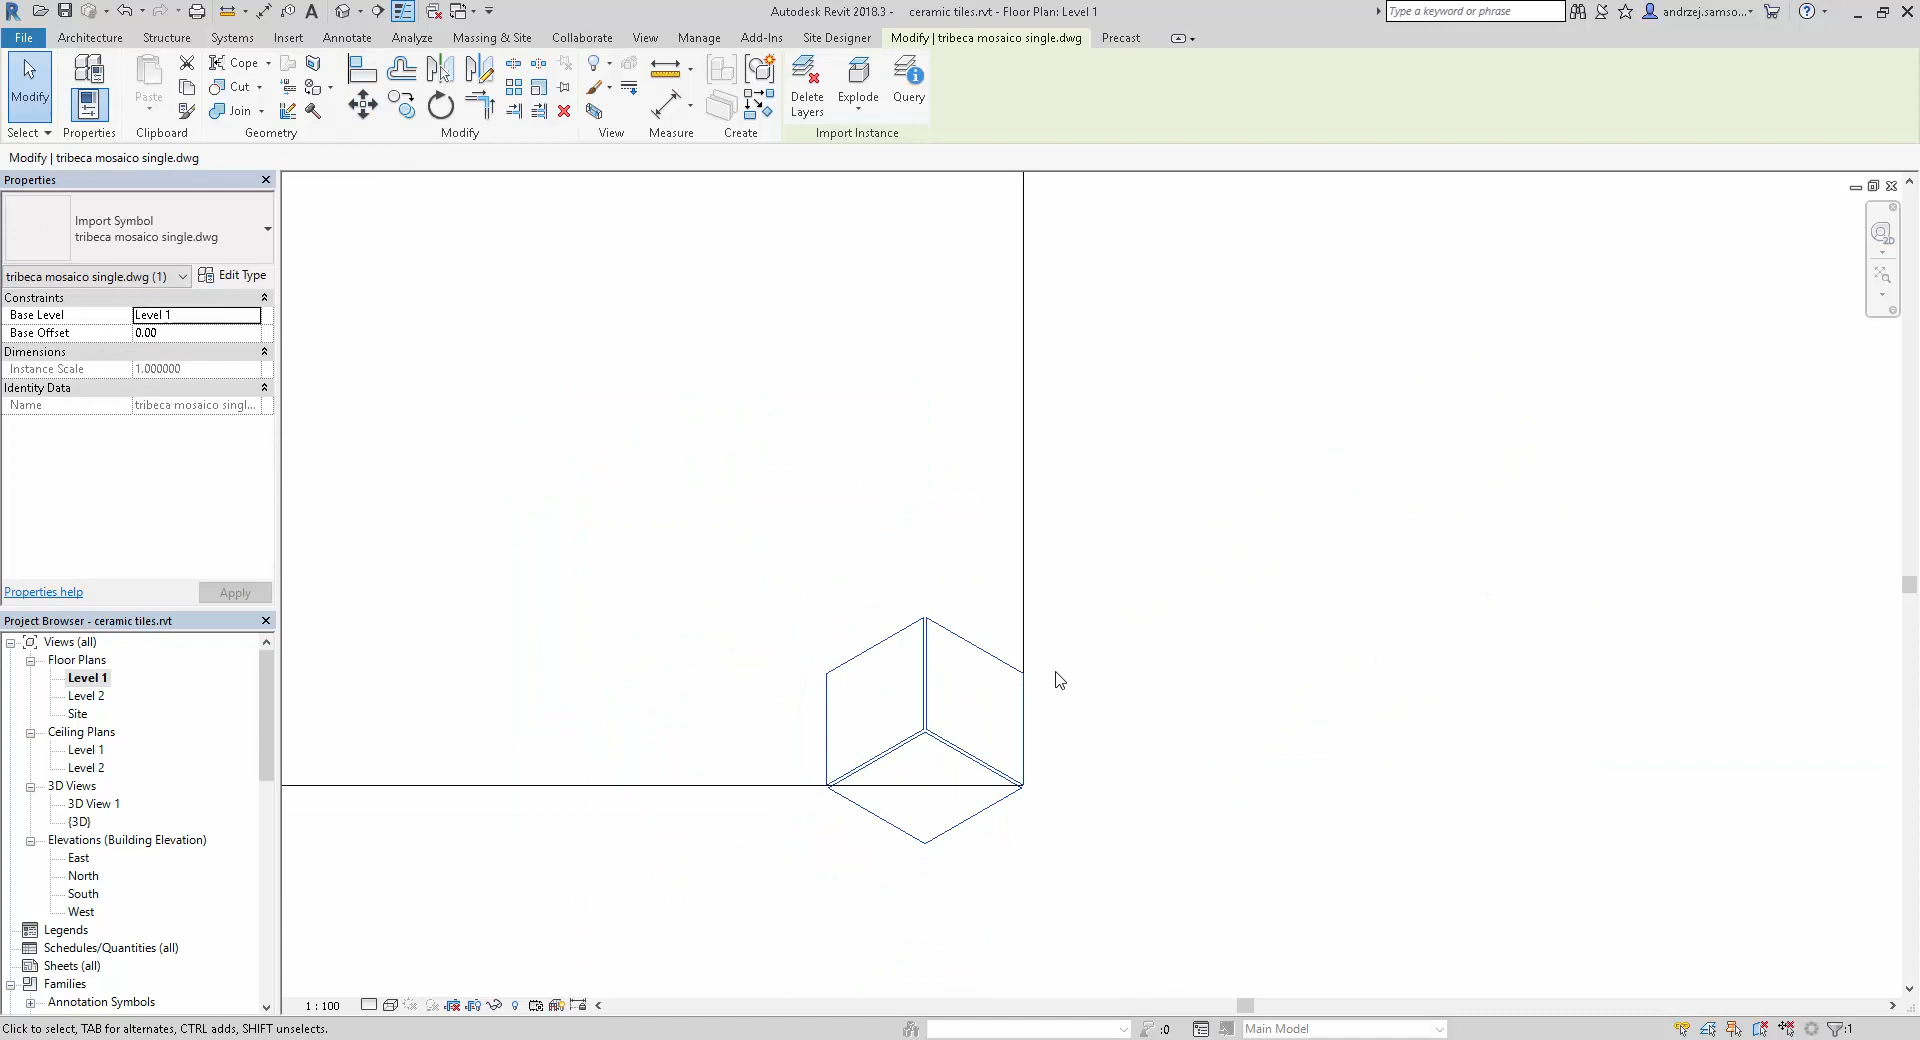 Autodesk Revit 2018.3 - ceramic tiles.rvt - Floor Plan: Level 1
Type a keyword or phrase
andrzej.samso...
File Architecture Structure Systems Insert Annotate Analyze Massing & Site Collaborate View Manage Add-Ins Site Designer Modify | tribeca mosaico single.dwg Precast
Modify
Paste
Cope
Cut
Join
Delete
Layers
Explode
Query
Select Properties Clipboard Geometry Modify View Measure Create Import Instance
Modify | tribeca mosaico single.dwg
Properties
Import Symbol
tribeca mosaico single.dwg
tribeca mosaico single.dwg (1) Edit Type
Constraints
Base Level Level 1
Base Offset 0.00
Dimensions
Instance Scale 1.000000
Identity Data
Name tribeca mosaico singl...
Properties help Apply
Project Browser - ceramic tiles.rvt
Views (all)
Floor Plans
Level 1
Level 2
Site
Ceiling Plans
Level 1
Level 2
3D Views
3D View 1
{3D}
Elevations (Building Elevation)
East
North
South
West
Legends
Schedules/Quantities (all)
Sheets (all)
Families
Annotation Symbols
2D
1 : 100
Click to select, TAB for alternates, CTRL adds, SHIFT unselects.
:0
Main Model
:1